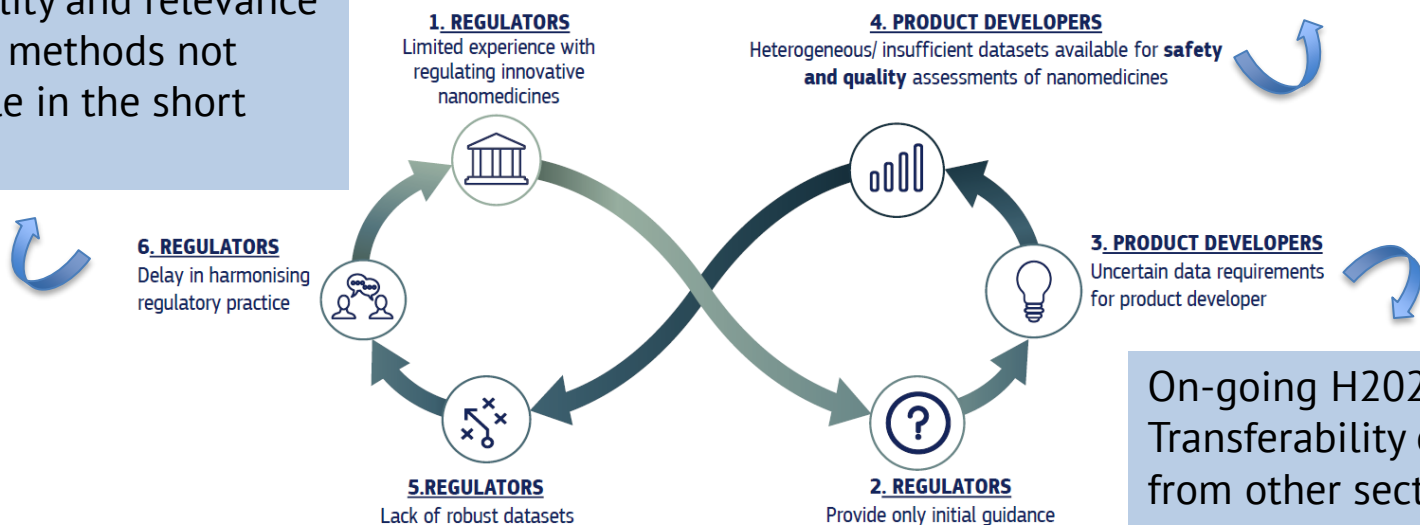 ity and relevance
methods not
le in the short
1. REGULATORS
Limited experience with
regulating innovative
nanomedicines
4. PRODUCT DEVELOPERS
Heterogeneous/ insufficient datasets available for safety
and quality assessments of nanomedicines
6. REGULATORS
Delay in harmonising
regulatory practice
3. PRODUCT DEVELOPERS
Uncertain data requirements
for product developer
?
5.REGULATORS
Lack of robust datasets
2. REGULATORS
Provide only initial guidance
On-going H202
Transferability
from other sect